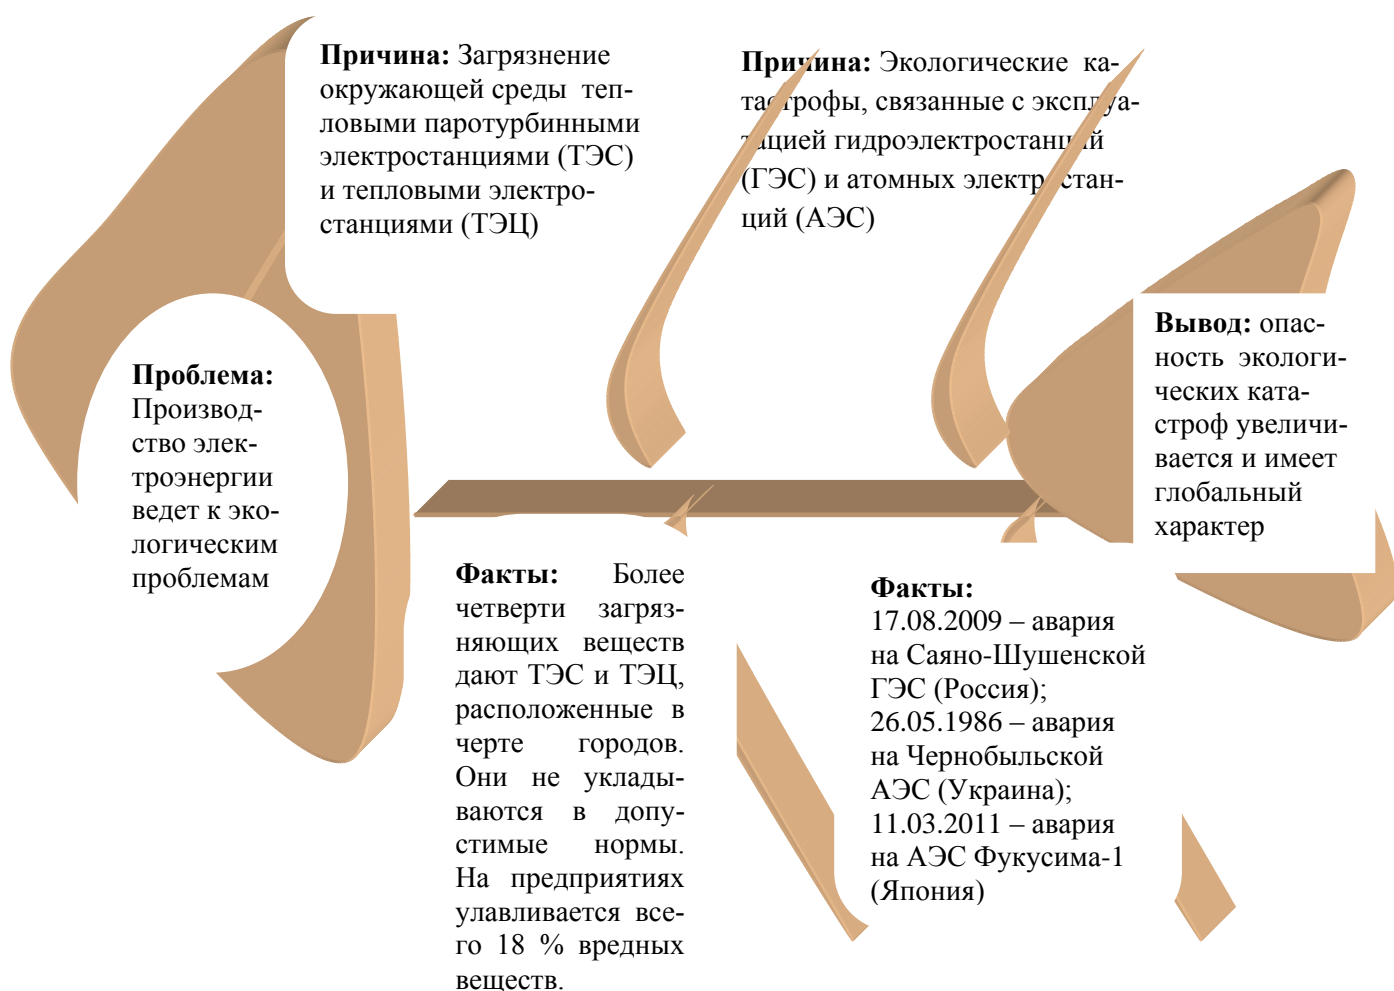 Причина: Загрязнение
окружающей среды теп-
ловыми паротурбинными
электростанциями (ТЭС)
и тепловыми электро-
станциями (ТЭЦ)
Причина: Экологические ка-
тастрофы, связанные с эксплуа-
тацией гидроэлектростанций
(ГЭС) и атомных электростан-
ций (АЭС)
Проблема:
Производ-
ство элек-
троэнергии
ведет к эко-
логическим
проблемам
Вывод: опас-
ность экологи-
ческих ката-
строф увеличи-
вается и имеет
глобальный
характер
Факты: Более
четверти загряз-
няющих веществ
дают ТЭС и ТЭЦ,
расположенные в
черте городов.
Они не уклады-
ваются в допу-
стимые нормы.
На предприятиях
улавливается все-
го 18 % вредных
веществ.
Факты:
17.08.2009 – авария
на Саяно-Шушенской
ГЭС (Россия);
26.05.1986 – авария
на Чернобыльской
АЭС (Украина);
11.03.2011 – авария
на АЭС Фукусима-1
(Япония)